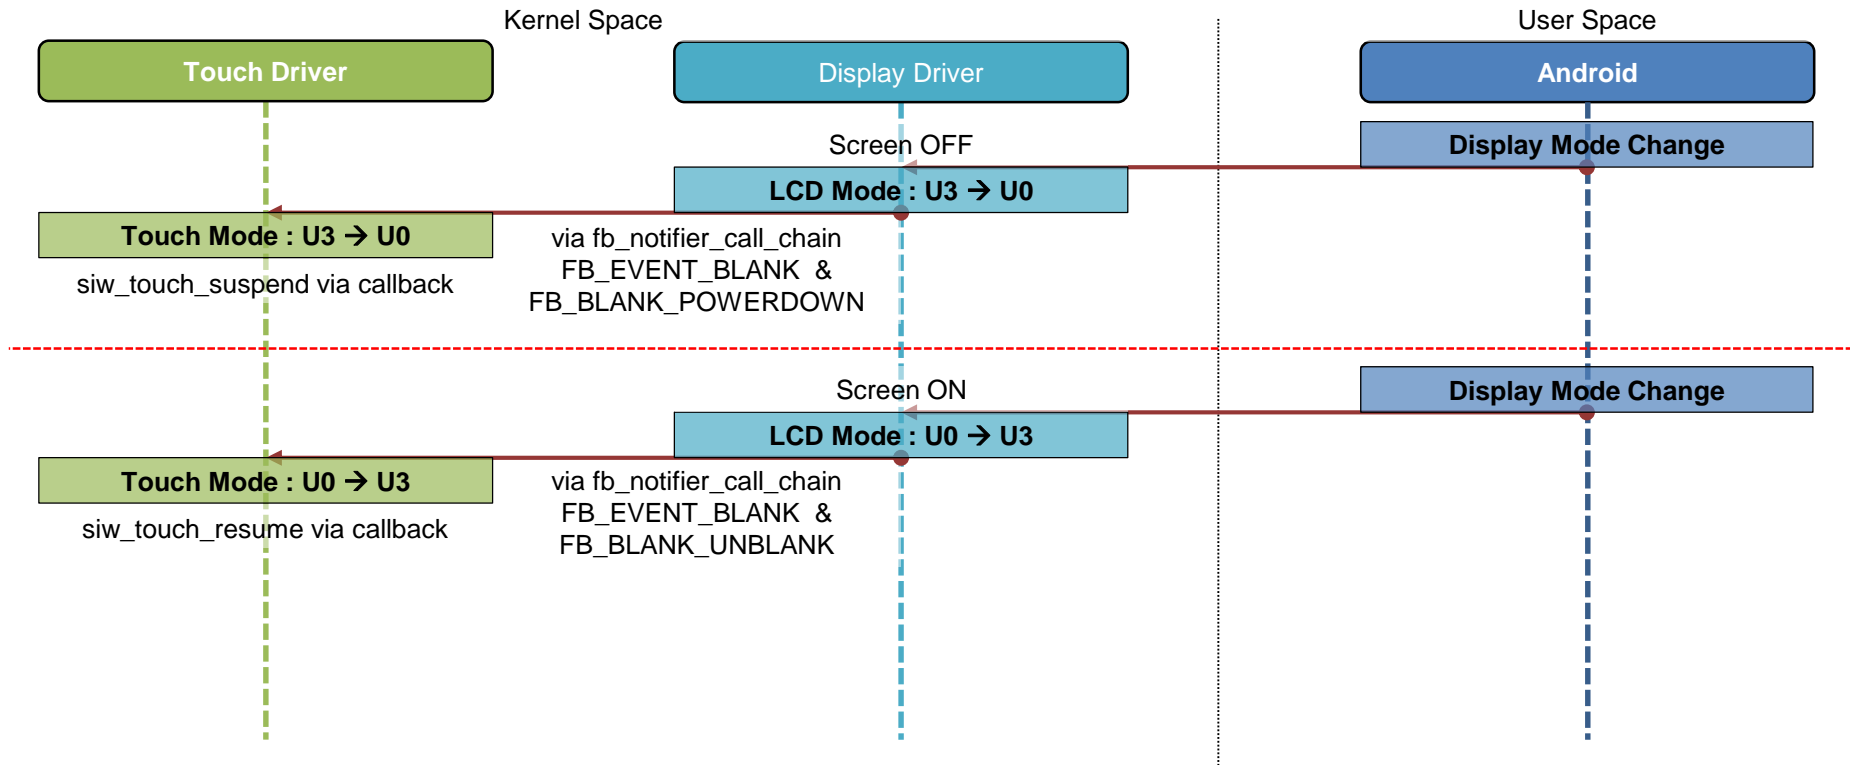 Kernel Space
User Space
Touch Driver
Display Driver
Android
Screen OFF
Display Mode Change
LCD Mode : U3 → U0
Touch Mode : U3 → U0
via fb_notifier_call_chain
FB_EVENT_BLANK &
FB_BLANK_POWERDOWN
siw_touch_suspend via callback
Screen ON
Display Mode Change
LCD Mode : U0 → U3
Touch Mode : U0 → U3
via fb_notifier_call_chain
FB_EVENT_BLANK &
FB_BLANK_UNBLANK
siw_touch_resume via callback